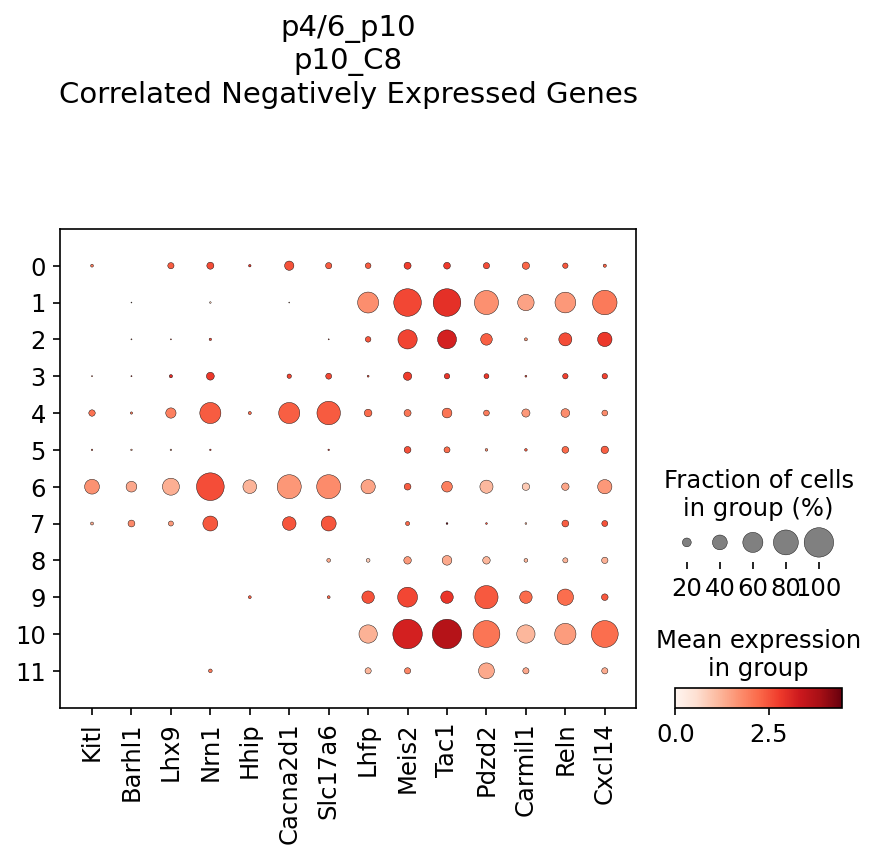 p4/6_p10
p10_C8
Correlated Negatively Expressed Genes
0
1
2
3
4
5
6
7
8
9
10
11
Kitl
Barhl1
Lhx9
Nrn1
Hhip
Cacna2d1
Slc17a6
Lhfp
Meis2
Tac1
Pdzd2
Carmil1
Reln
Cxcl14
Fraction of cells
in group (%)
20 40 60 80 100
Mean expression
in group
0.0 2.5